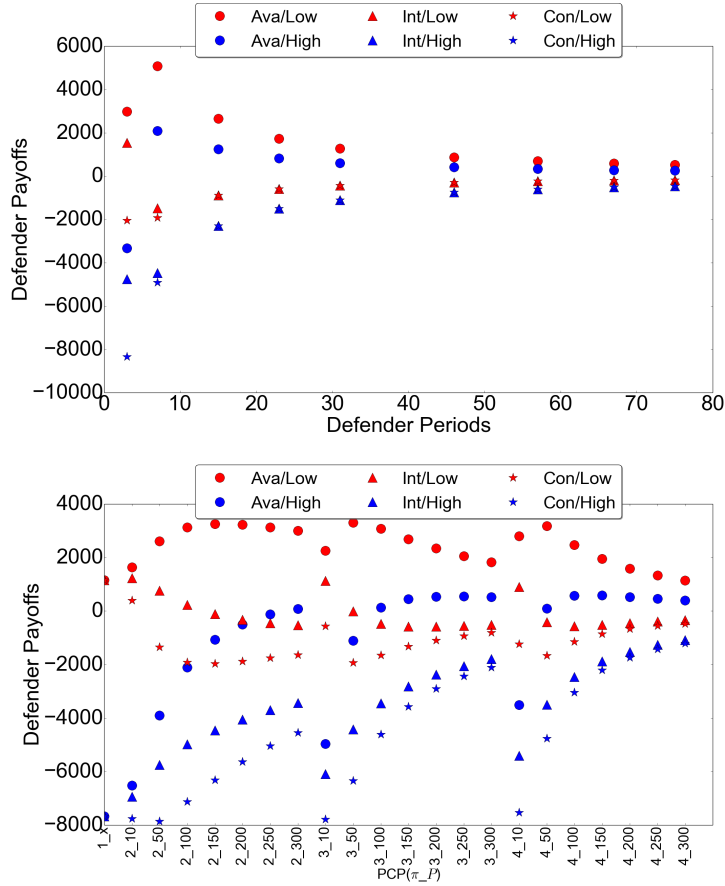 Ava/Low Int/Low Con/Low
Ava/High Int/High Con/High
6000
4000
2000
0
−2000
−4000
−6000
−8000
−10000
Defender Payoffs
0 10 20 30 40 50 60 70 80
Defender Periods
Ava/Low Int/Low Con/Low
Ava/High Int/High Con/High
4000
2000
0
−2000
−4000
−6000
−8000
Defender Payoffs
1_x 2_10 2_50 2_100 2_150 2_200 2_250 2_300 3_10 3_50 3_100 3_150 3_200 3_250 3_300 4_10 4_50 4_100 4_150 4_200 4_250 4_300
PCP(π_P)